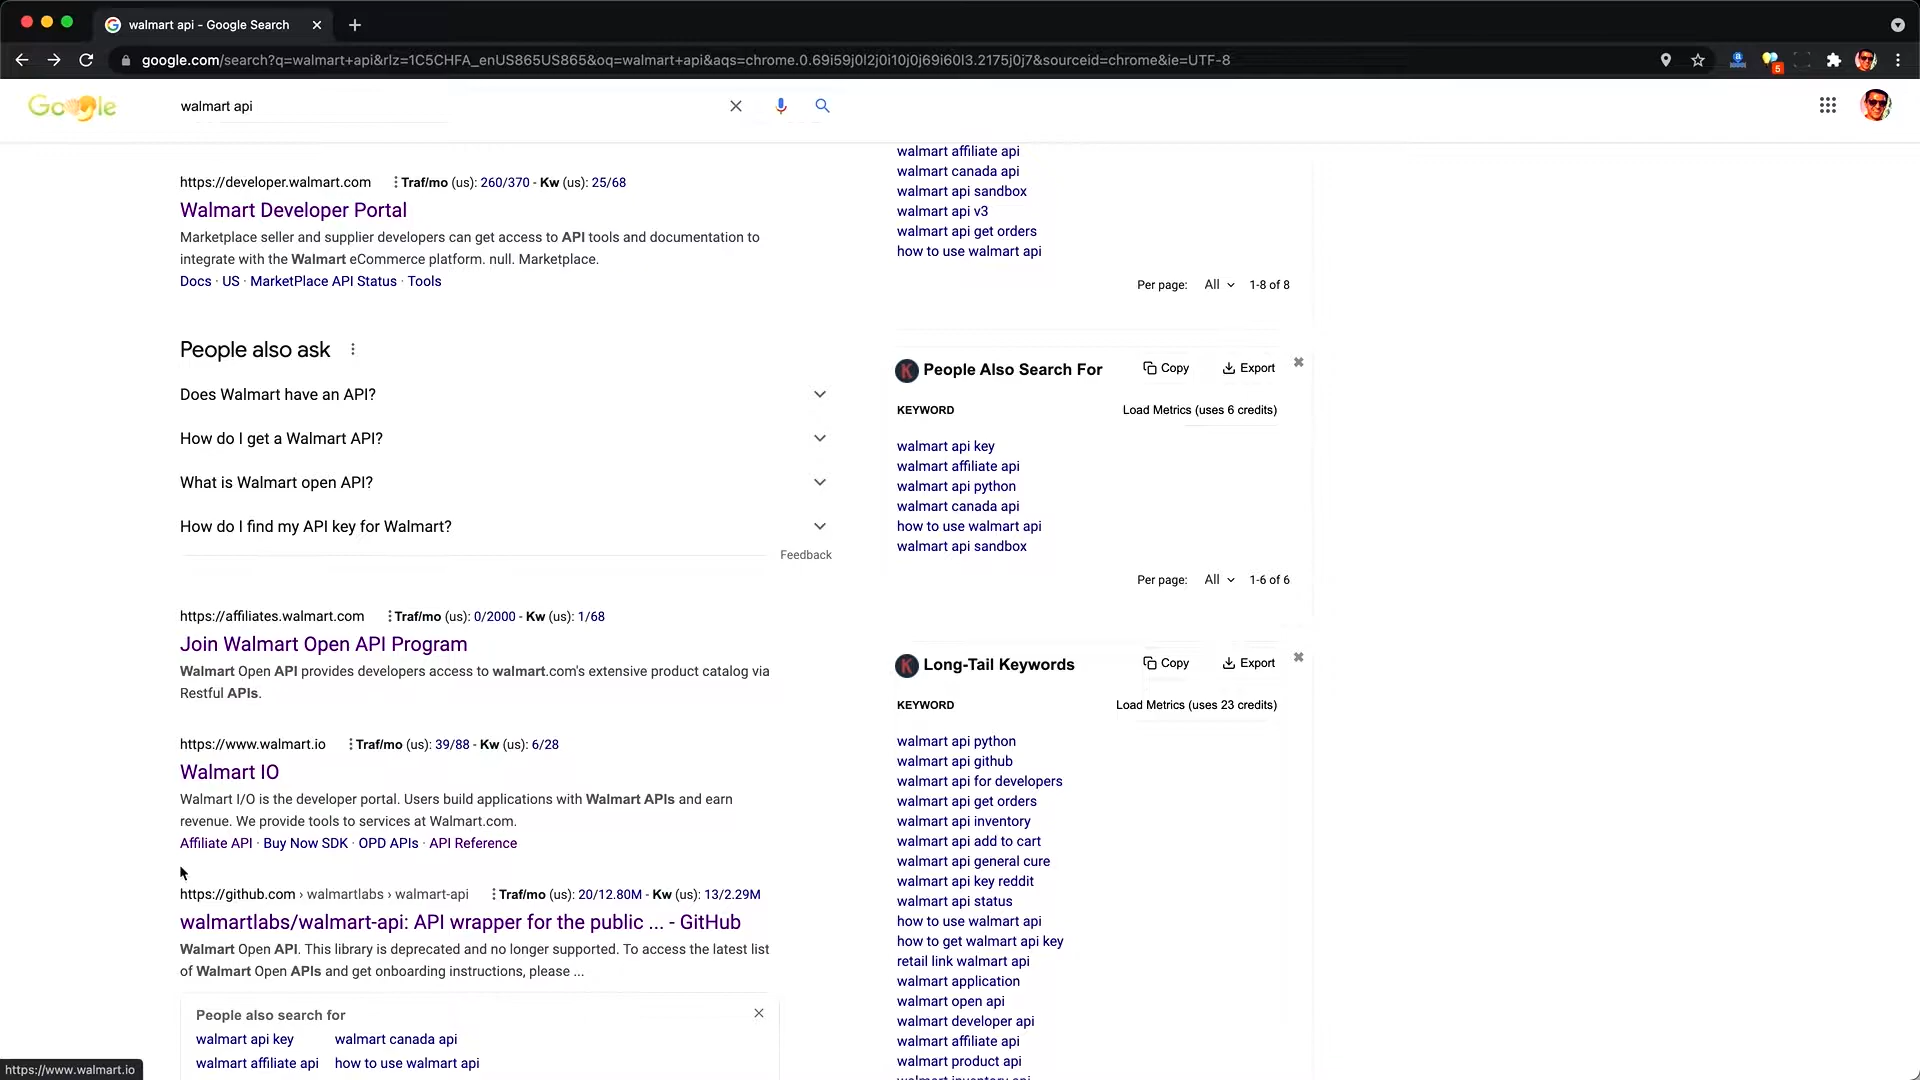 walmart api - Google Search
google.com/search?q=walmart+api&rlz=1C5CHFA_enUS865US865&oq=walmart+api&aqs=chrome.0.69i59j0l2j0i10j0j69i60l3.2175j0j7&sourceid=chrome&ie=UTF-8
5
Google
walmart api
https://developer.walmart.com Traf/mo (us): 260/370 - Kw (us): 25/68
Walmart Developer Portal
Marketplace seller and supplier developers can get access to API tools and documentation to
integrate with the Walmart eCommerce platform. null. Marketplace.
Docs · US · MarketPlace API Status · Tools
People also ask
Does Walmart have an API?
How do I get a Walmart API?
What is Walmart open API?
How do I find my API key for Walmart?
Feedback
https://affiliates.walmart.com Traf/mo (us): 0/2000 - Kw (us): 1/68
Join Walmart Open API Program
Walmart Open API provides developers access to walmart.com's extensive product catalog via
Restful APIs.
https://www.walmart.io Traf/mo (us): 39/88 - Kw (us): 6/28
Walmart IO
Walmart I/O is the developer portal. Users build applications with Walmart APIs and earn
revenue. We provide tools to services at Walmart.com.
Affiliate API · Buy Now SDK · OPD APIs · API Reference
https://github.com › walmartlabs › walmart-api Traf/mo (us): 20/12.80M - Kw (us): 13/2.29M
walmartlabs/walmart-api: API wrapper for the public ... - GitHub
Walmart Open API. This library is deprecated and no longer supported. To access the latest list
of Walmart Open APIs and get onboarding instructions, please ...
People also search for
walmart api key walmart canada api
walmart affiliate api how to use walmart api
https://www.walmart.io
walmart affiliate api
walmart canada api
walmart api sandbox
walmart api v3
walmart api get orders
how to use walmart api
Per page: All 1-8 of 8
K People Also Search For Copy Export
KEYWORD Load Metrics (uses 6 credits)
walmart api key
walmart affiliate api
walmart api python
walmart canada api
how to use walmart api
walmart api sandbox
Per page: All 1-6 of 6
K Long-Tail Keywords Copy Export
KEYWORD Load Metrics (uses 23 credits)
walmart api python
walmart api github
walmart api for developers
walmart api get orders
walmart api inventory
walmart api add to cart
walmart api general cure
walmart api key reddit
walmart api status
how to use walmart api
how to get walmart api key
retail link walmart api
walmart application
walmart open api
walmart developer api
walmart affiliate api
walmart product api
walmart inventory api